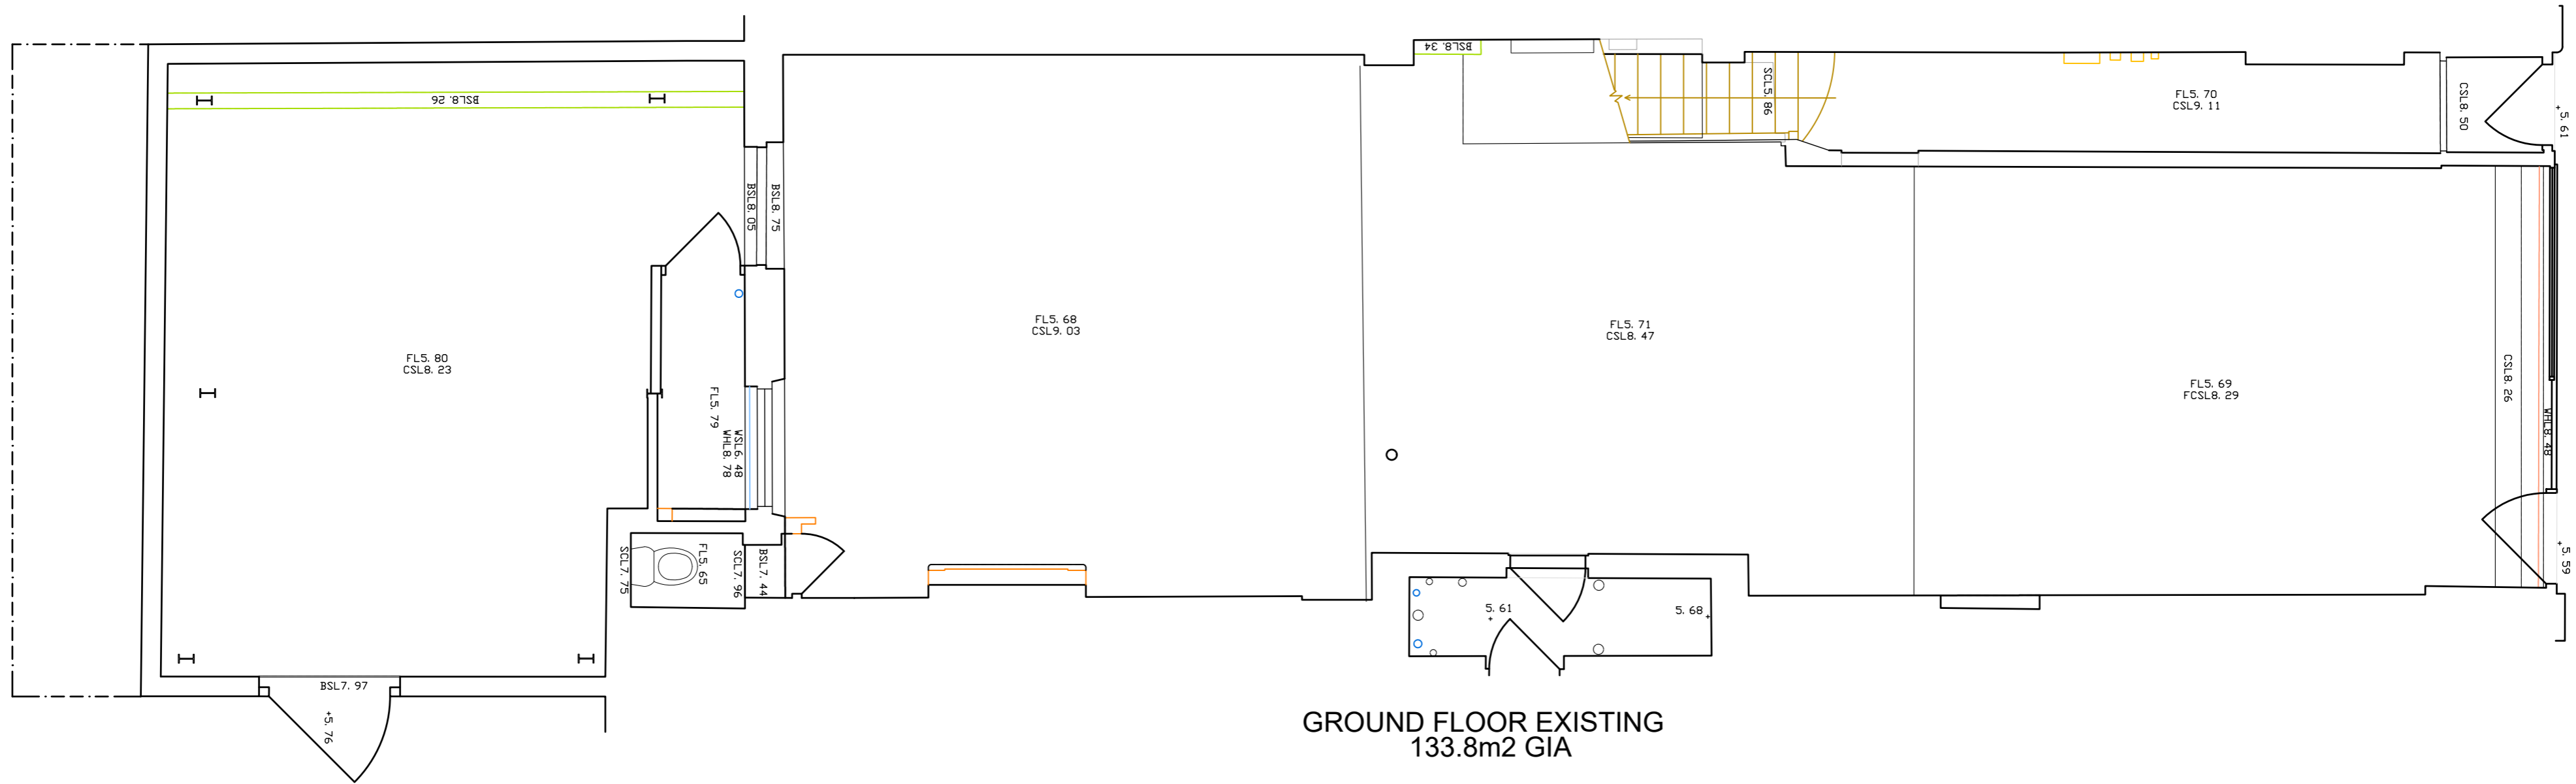 BSL8. 34
BSL8. 26
SCL5. 86
FL5. 70
CSL9. 11
CSL8. 50
+5. 61
BSL8. 05
BSL8. 75
FL5. 68
CSL9. 03
FL5. 71
CSL8. 47
FL5. 80
CSL8. 23
FL5. 69
FCSL8. 29
CSL8. 26
WHL8. 48
FL5. 79
WSL6. 48
WHL8. 78
SCL7. 75
FL5. 65
SCL7. 96
BSL7. 44
+5. 59
5. 61
+
5. 68
+
BSL7. 97
+5. 76
GROUND FLOOR EXISTING
133.8m2 GIA